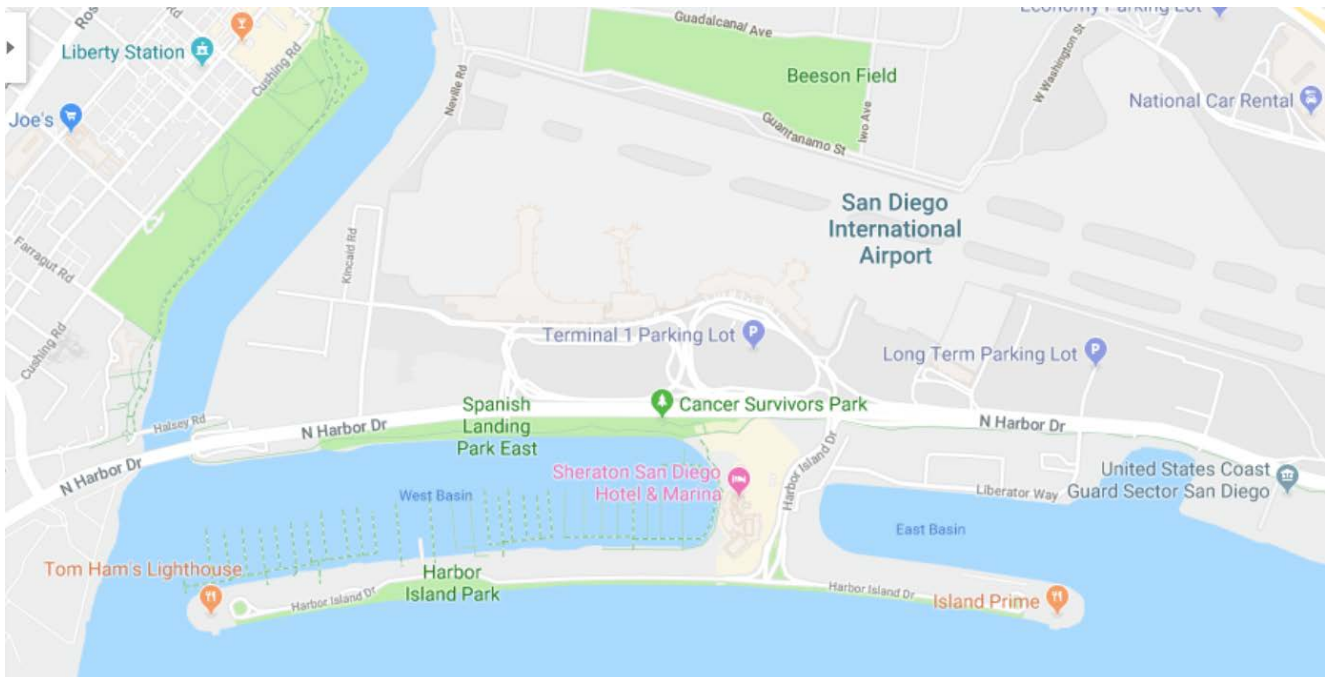 Guadalcanal Ave
Economy Parking Lot
Liberty Station
Cushing Rd
Neville Rd
Beeson Field
W Washington St
National Car Rental
Joe's
Guantanamo St
Iwo Ave
San Diego
International
Airport
Farragut Rd
Kincaid Rd
Cushing Rd
Terminal 1 Parking Lot
P
Long Term Parking Lot
P
Halsey Rd
N Harbor Dr
Spanish
Landing
Park East
Cancer Survivors Park
N Harbor Dr
N Harbor Dr
Harbor Island Dr
Sheraton San Diego
Hotel & Marina
United States Coast
Guard Sector San Diego
Liberator Way
West Basin
East Basin
Tom Ham's Lighthouse
Harbor
Island Park
Harbor Island Dr
Harbor Island Dr
Island Prime